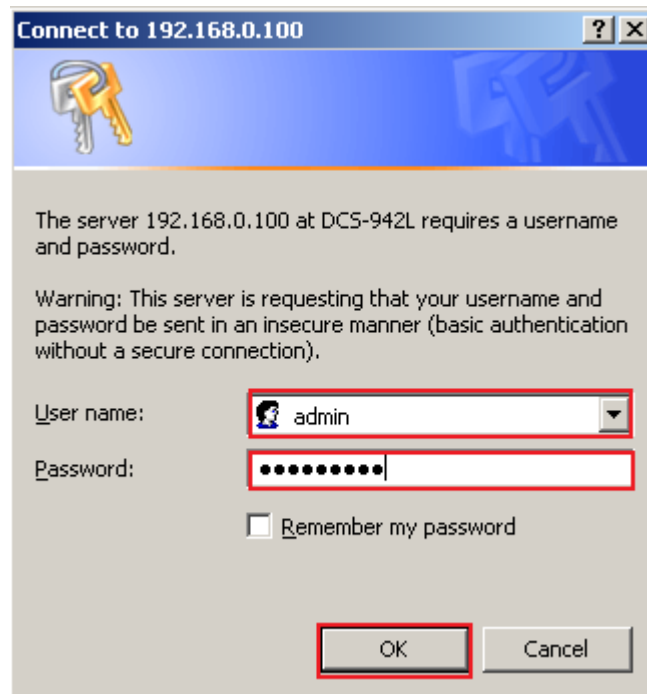 Connect to 192.168.0.100
The server 192.168.0.100 at DCS-942L requires a username
and password.
Warning: This server is requesting that your username and
password be sent in an insecure manner (basic authentication
without a secure connection).
User name:
admin
Password:
●●●●●●●●●
Remember my password
OK
Cancel